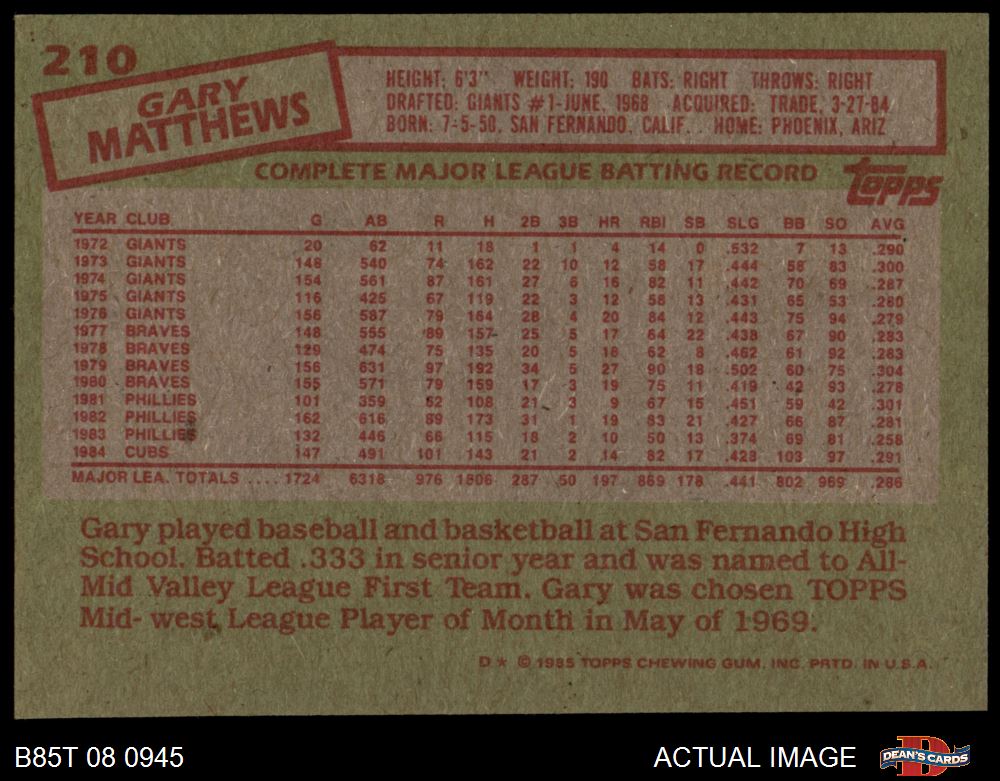 210
GARY
MATTHEWS
HEIGHT: 6'3" WEIGHT: 190 BATS: RIGHT THROWS: RIGHT
DRAFTED: GIANTS #1-JUNE, 1968 ACQUIRED: TRADE, 3-27-84
BORN: 7-5-50, SAN FERNANDO, CALIF. HOME: PHOENIX, ARIZ
COMPLETE MAJOR LEAGUE BATTING RECORD
topps
YEAR CLUB G AB R H 2B 3B HR RBI SB SLG BB SO AVG
1972 GIANTS 20 62 11 18 1 1 4 14 0 .532 7 13 .290
1973 GIANTS 148 540 74 162 22 10 12 58 17 .444 58 83 .300
1974 GIANTS 154 561 87 161 27 6 16 82 11 .442 70 69 .287
1975 GIANTS 116 425 67 119 22 3 12 58 13 .431 65 53 .280
1976 GIANTS 156 587 79 164 28 4 20 84 12 .443 75 94 .279
1977 BRAVES 148 555 89 157 25 5 17 64 22 .438 67 90 .283
1978 BRAVES 129 474 75 135 20 5 18 62 8 .462 61 92 .283
1979 BRAVES 156 631 97 192 34 5 27 90 18 .502 60 75 .304
1980 BRAVES 155 571 79 159 17 3 19 75 11 .419 42 93 .278
1981 PHILLIES 101 359 62 108 21 3 9 67 15 .451 59 42 .301
1982 PHILLIES 162 616 89 173 31 1 19 83 21 .427 66 87 .281
1983 PHILLIES 132 446 66 115 18 2 10 50 13 .374 69 81 .258
1984 CUBS 147 491 101 143 21 2 14 82 17 .428 103 97 .291
MAJOR LEA. TOTALS .... 1724 6318 976 1806 287 50 197 869 178 .441 802 969 .286
Gary played baseball and basketball at San Fernando High
School. Batted .333 in senior year and was named to All-
Mid Valley League First Team. Gary was chosen TOPPS
Mid- west League Player of Month in May of 1969.
D * © 1985 TOPPS CHEWING GUM, INC. PRTD. IN U.S.A.
B85T 08 0945 ACTUAL IMAGE
DEAN'S CARDS